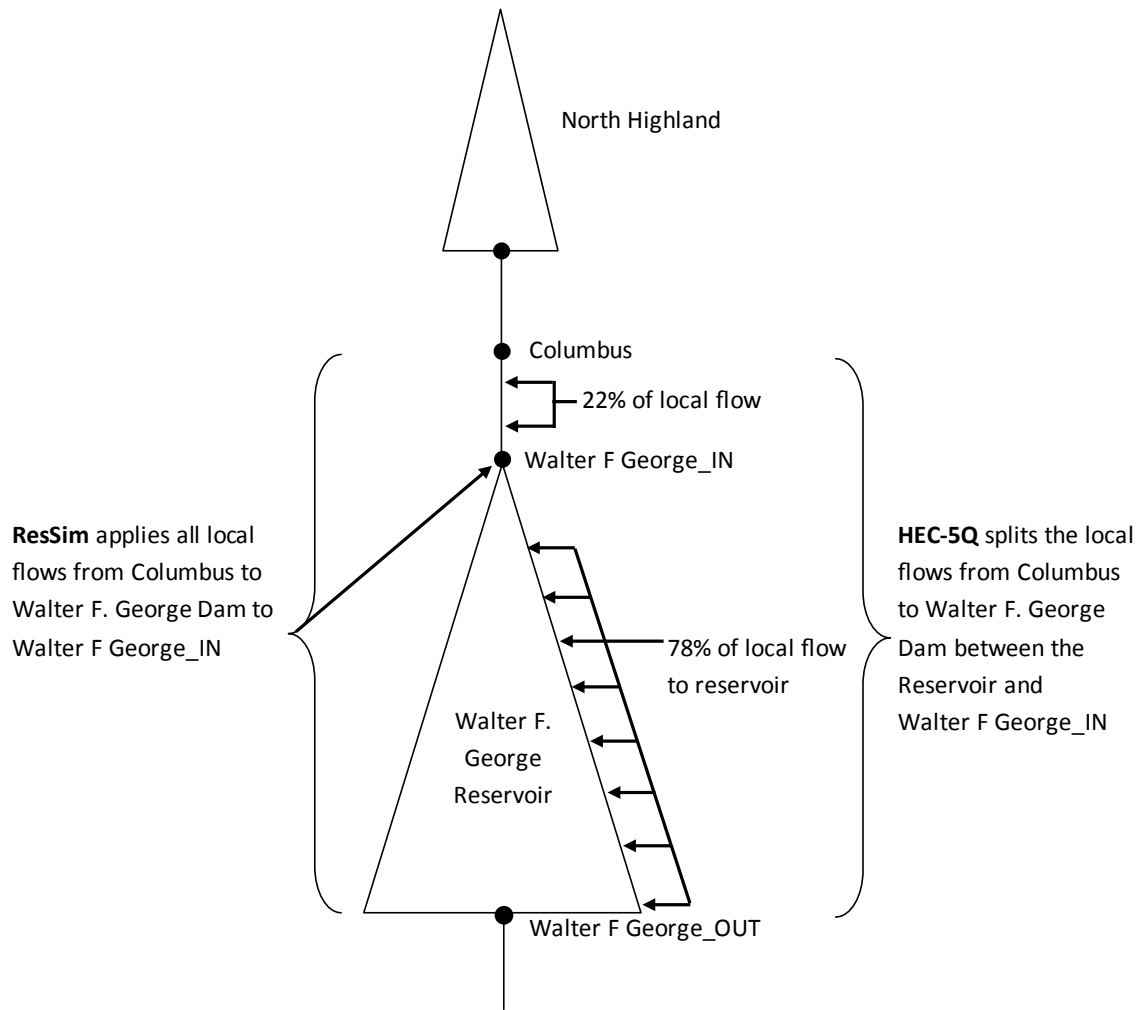 North Highland
Columbus
22% of local flow
Walter F George_IN
ResSim applies all local
flows from Columbus to
Walter F. George Dam to
Walter F George_IN
HEC-5Q splits the local
flows from Columbus
to Walter F. George
Dam between the
Reservoir and
Walter F George_IN
78% of local flow
to reservoir
Walter F.
George
Reservoir
Walter F George_OUT